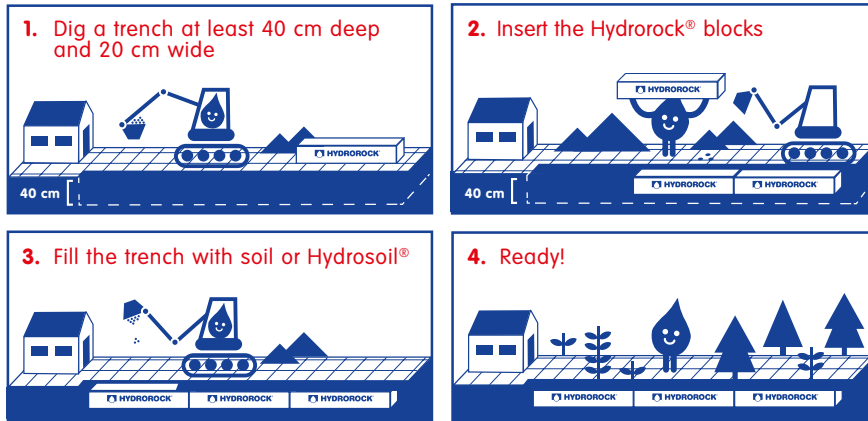 1. Dig a trench at least 40 cm deep
and 20 cm wide
HYDROROCK
40 cm
2. Insert the Hydrorock® blocks
HYDROROCK
40 cm
HYDROROCK
HYDROROCK
3. Fill the trench with soil or Hydrosoil®
HYDROROCK
HYDROROCK
HYDROROCK
4. Ready!
HYDROROCK
HYDROROCK
HYDROROCK